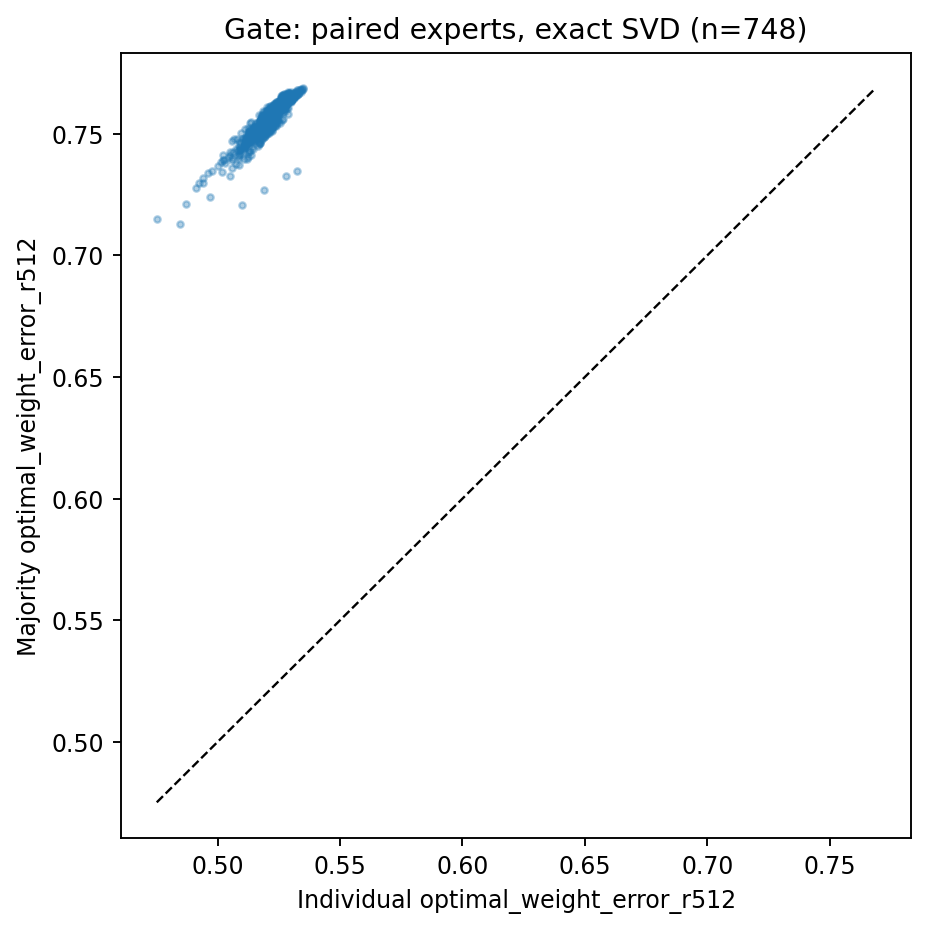 Gate: paired experts, exact SVD (n=748)
Majority optimal_weight_error_r512
0.75
0.70
0.65
0.60
0.55
0.50
0.50 0.55 0.60 0.65 0.70 0.75
Individual optimal_weight_error_r512